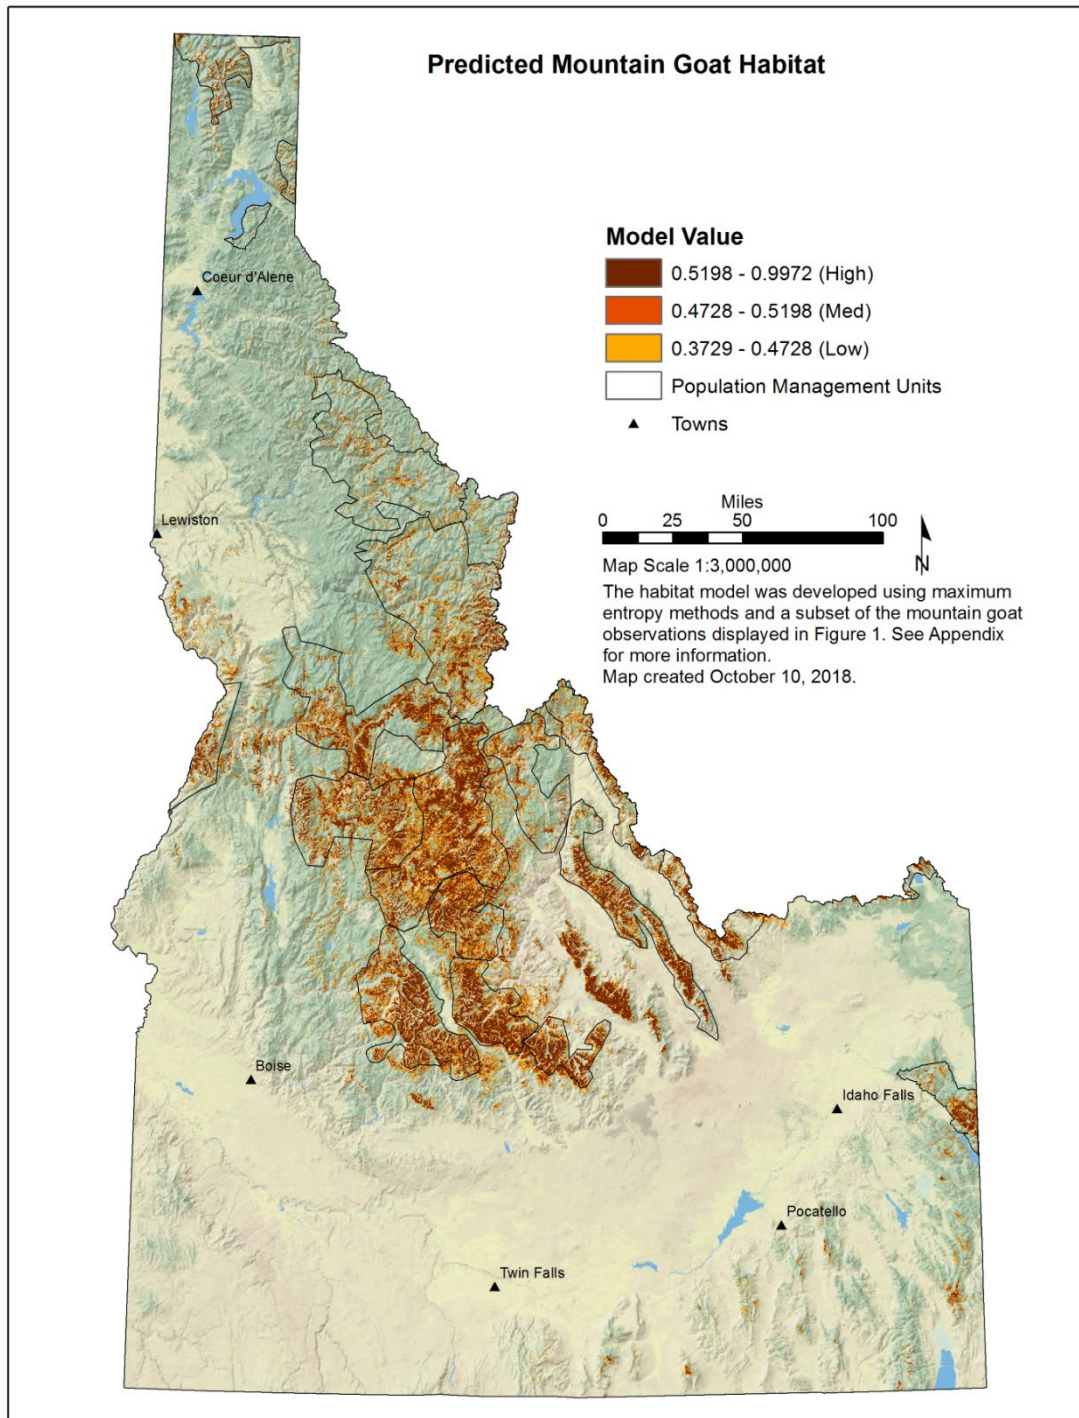 Predicted Mountain Goat Habitat
Model Value
0.5198 - 0.9972 (High)
0.4728 - 0.5198 (Med)
0.3729 - 0.4728 (Low)
Population Management Units
Towns
Coeur d'Alene
Lewiston
Miles
0 25 50 100
N
Map Scale 1:3,000,000
The habitat model was developed using maximum
entropy methods and a subset of the mountain goat
observations displayed in Figure 1. See Appendix
for more information.
Map created October 10, 2018.
Boise
Idaho Falls
Pocatello
Twin Falls